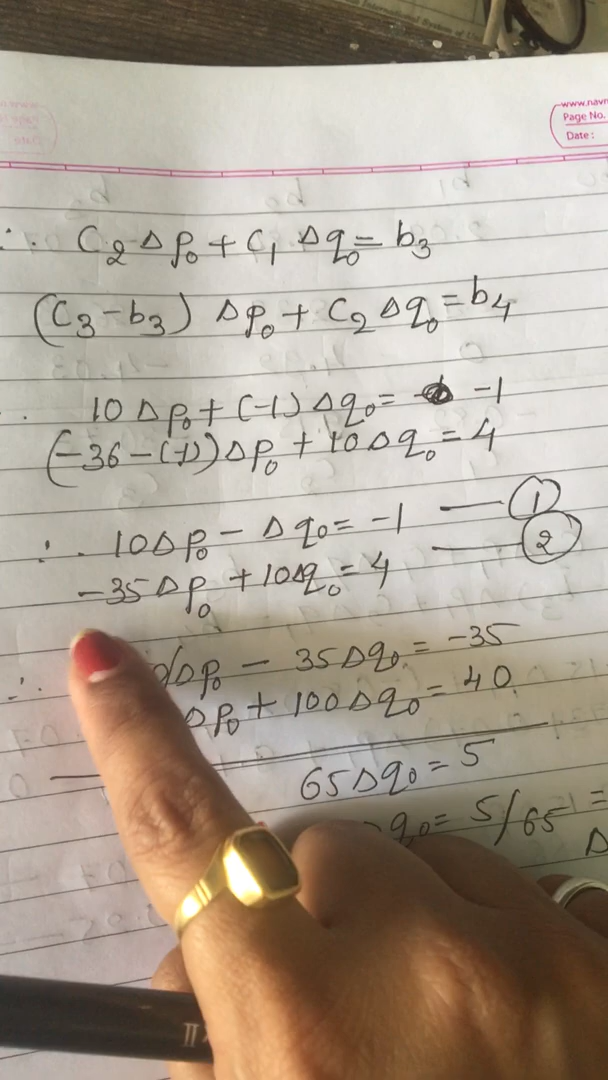 www.navn
Page No.
Date:
∴ C₂ Δp₀ + C₁ Δq₀ = b₃
(C₃ - b₃) Δp₀ + C₂ Δq₀ = b₄
10 Δp₀ + (-1) Δq₀ = -1
(-36 - (-1)) Δp₀ + 10 Δq₀ = 4
∴ 10 Δp₀ - Δq₀ = -1 — ①
-35 Δp₀ + 10 Δq₀ = 4 — ②
∴ Δp₀ - 35 Δq₀ = -35
Δp₀ + 100 Δq₀ = 40
65 Δq₀ = 5
Δq₀ = 5/65 =
Δ